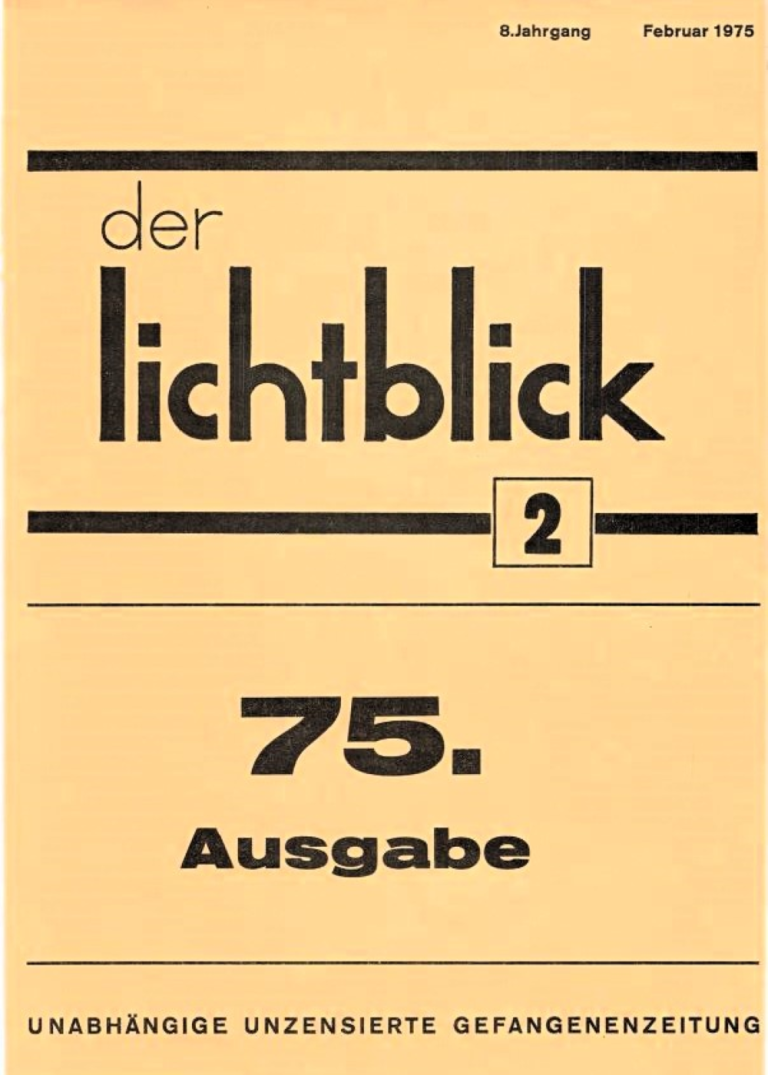 8.Jahrgang Februar 1975
der
lichtblick
2
75.
Ausgabe
UNABHÄNGIGE UNZENSIERTE GEFANGENENZEITUNG